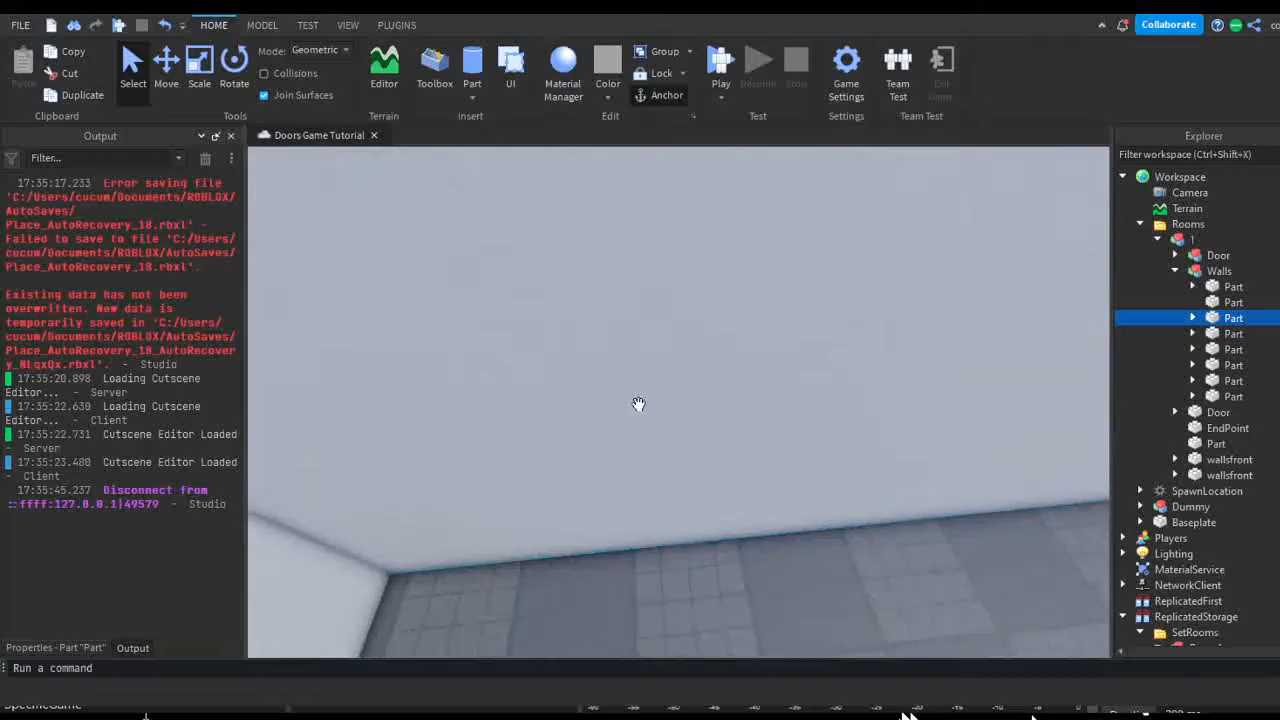 FILE HOME MODEL TEST VIEW PLUGINS Collaborate
Copy
Cut
Duplicate
Paste
Clipboard
Select Move Scale Rotate
Mode: Geometric
Collisions
Join Surfaces
Tools
Editor
Terrain
Toolbox Part UI
Insert
Material Manager
Color
Group
Lock
Anchor
Edit
Play Resume Stop
Test
Game Settings
Settings
Team Test
Exit Game
Team Test
Output
Filter...
Doors Game Tutorial
17:35:17.233 Error saving file
'C:/Users/cucum/Documents/ROBLOX/
AutoSaves/
Place_AutoRecovery_18.rbxl' -
Failed to save to file 'C:/Users/
cucum/Documents/ROBLOX/AutoSaves/
Place_AutoRecovery_18.rbxl'.
Existing data has not been
overwritten. New data is
temporarily saved in 'C:/Users/
cucum/Documents/ROBLOX/AutoSaves/
Place_AutoRecovery_18_AutoRecover
y_NLqxQx.rbxl'. - Studio
17:35:20.898 Loading Cutscene
Editor... - Server
17:35:22.630 Loading Cutscene
Editor... - Client
17:35:22.731 Cutscene Editor Loaded
- Server
17:35:23.480 Cutscene Editor Loaded
- Client
17:35:45.237 Disconnect from
::ffff:127.0.0.1|49579 - Studio
Properties - Part "Part" Output
Run a command
Explorer
Filter workspace (Ctrl+Shift+X)
Workspace
Camera
Terrain
Rooms
1
Door
Walls
Part
Part
Part
Part
Part
Part
Part
Part
Door
EndPoint
Part
wallsfront
wallsfront
SpawnLocation
Dummy
Baseplate
Players
Lighting
MaterialService
NetworkClient
ReplicatedFirst
ReplicatedStorage
SetRooms